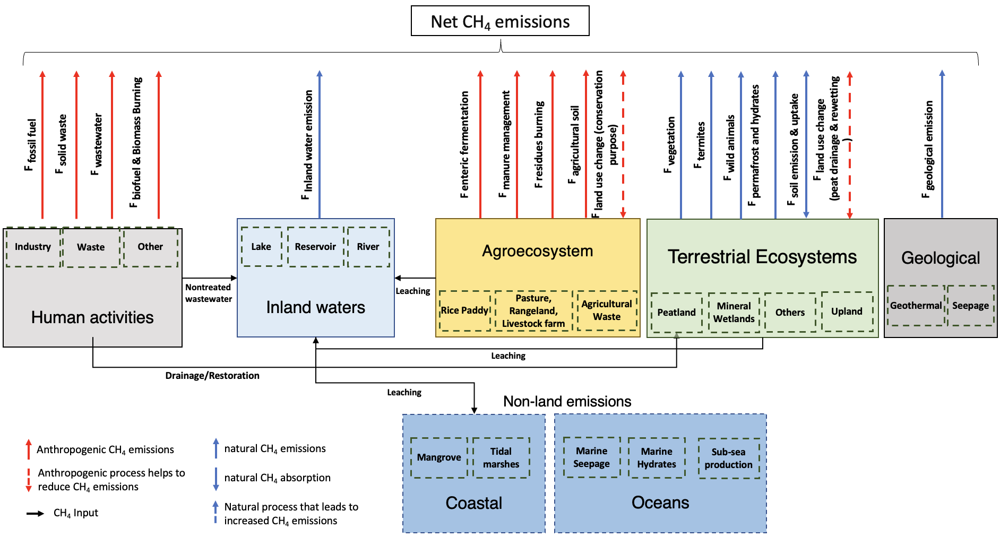 Net CH₄ emissions
F fossil fuel
F solid waste
F wastewater
F biofuel & Biomass Burning
F Inland water emission
F enteric fermentation
F manure management
F residues burning
F agricultural soil
F land use change (conservation
purpose)
F vegetation
F termites
F wild animals
F permafrost and hydrates
F soil emission & uptake
F land use change
(peat drainage & rewetting
)
F geological emission
Industry
Waste
Other
Human activities
Nontreated
wastewater
Lake
Reservoir
River
Inland waters
Leaching
Agroecosystem
Rice Paddy
Pasture,
Rangeland,
Livestock farm
Agricultural
Waste
Terrestrial Ecosystems
Peatland
Mineral
Wetlands
Others
Upland
Geological
Geothermal
Seepage
Leaching
Drainage/Restoration
Leaching
Non-land emissions
Mangrove
Tidal
marshes
Coastal
Marine
Seepage
Marine
Hydrates
Sub-sea
production
Oceans
Anthropogenic CH₄ emissions
Anthropogenic process helps to
reduce CH₄ emissions
CH₄ Input
natural CH₄ emissions
natural CH₄ absorption
Natural process that leads to
increased CH₄ emissions